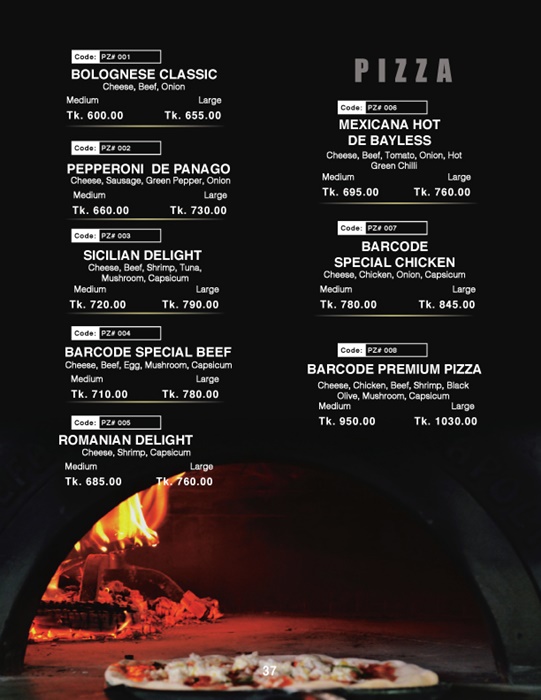 Code: PZ# 001
BOLOGNESE CLASSIC
Cheese, Beef, Onion
Medium Large
Tk. 600.00 Tk. 655.00
Code: PZ# 002
PEPPERONI DE PANAGO
Cheese, Sausage, Green Pepper, Onion
Medium Large
Tk. 660.00 Tk. 730.00
Code: PZ# 003
SICILIAN DELIGHT
Cheese, Beef, Shrimp, Tuna,
Mushroom, Capsicum
Medium Large
Tk. 720.00 Tk. 790.00
Code: PZ# 004
BARCODE SPECIAL BEEF
Cheese, Beef, Egg, Mushroom, Capsicum
Medium Large
Tk. 710.00 Tk. 780.00
Code: PZ# 005
ROMANIAN DELIGHT
Cheese, Shrimp, Capsicum
Medium Large
Tk. 685.00 Tk. 760.00
PIZZA
Code: PZ# 006
MEXICANA HOT
DE BAYLESS
Cheese, Beef, Tomato, Onion, Hot
Green Chilli
Medium Large
Tk. 695.00 Tk. 760.00
Code: PZ# 007
BARCODE
SPECIAL CHICKEN
Cheese, Chicken, Onion, Capsicum
Medium Large
Tk. 780.00 Tk. 845.00
Code: PZ# 008
BARCODE PREMIUM PIZZA
Cheese, Chicken, Beef, Shrimp, Black
Olive, Mushroom, Capsicum
Medium Large
Tk. 950.00 Tk. 1030.00
37